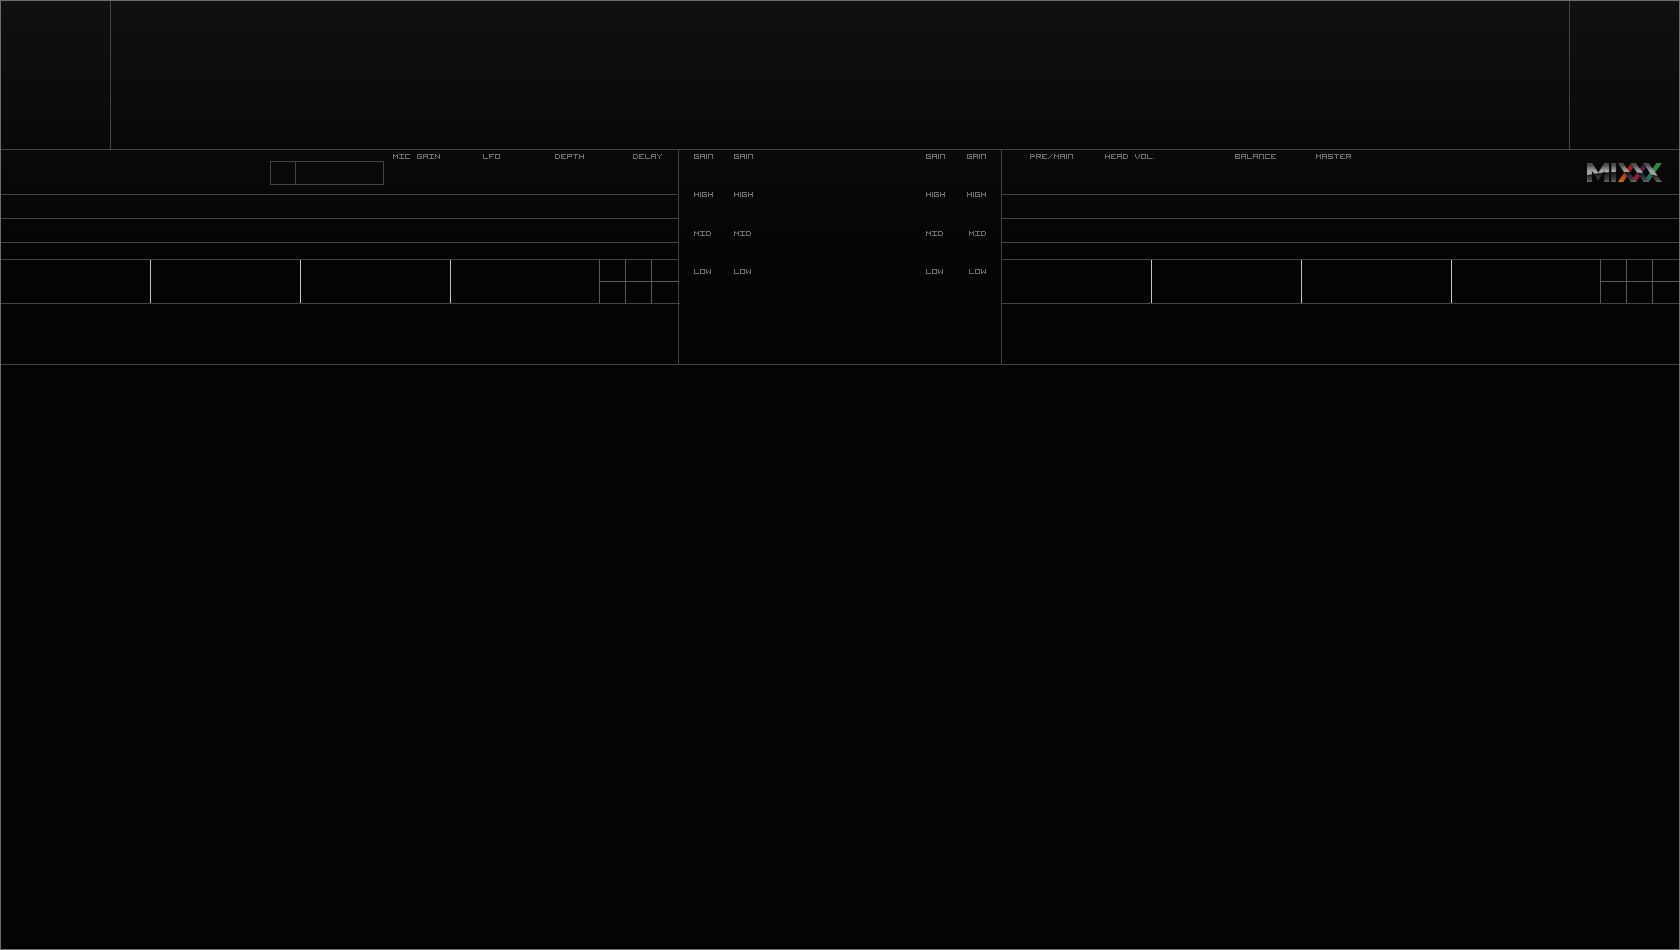 MIC GAIN LFO DEPTH DELAY GAIN GAIN GAIN GAIN PRE/MAIN HEAD VOL. BALANCE MASTER
MIXXX
HIGH HIGH HIGH HIGH
MID MID MID MID
LOW LOW LOW LOW